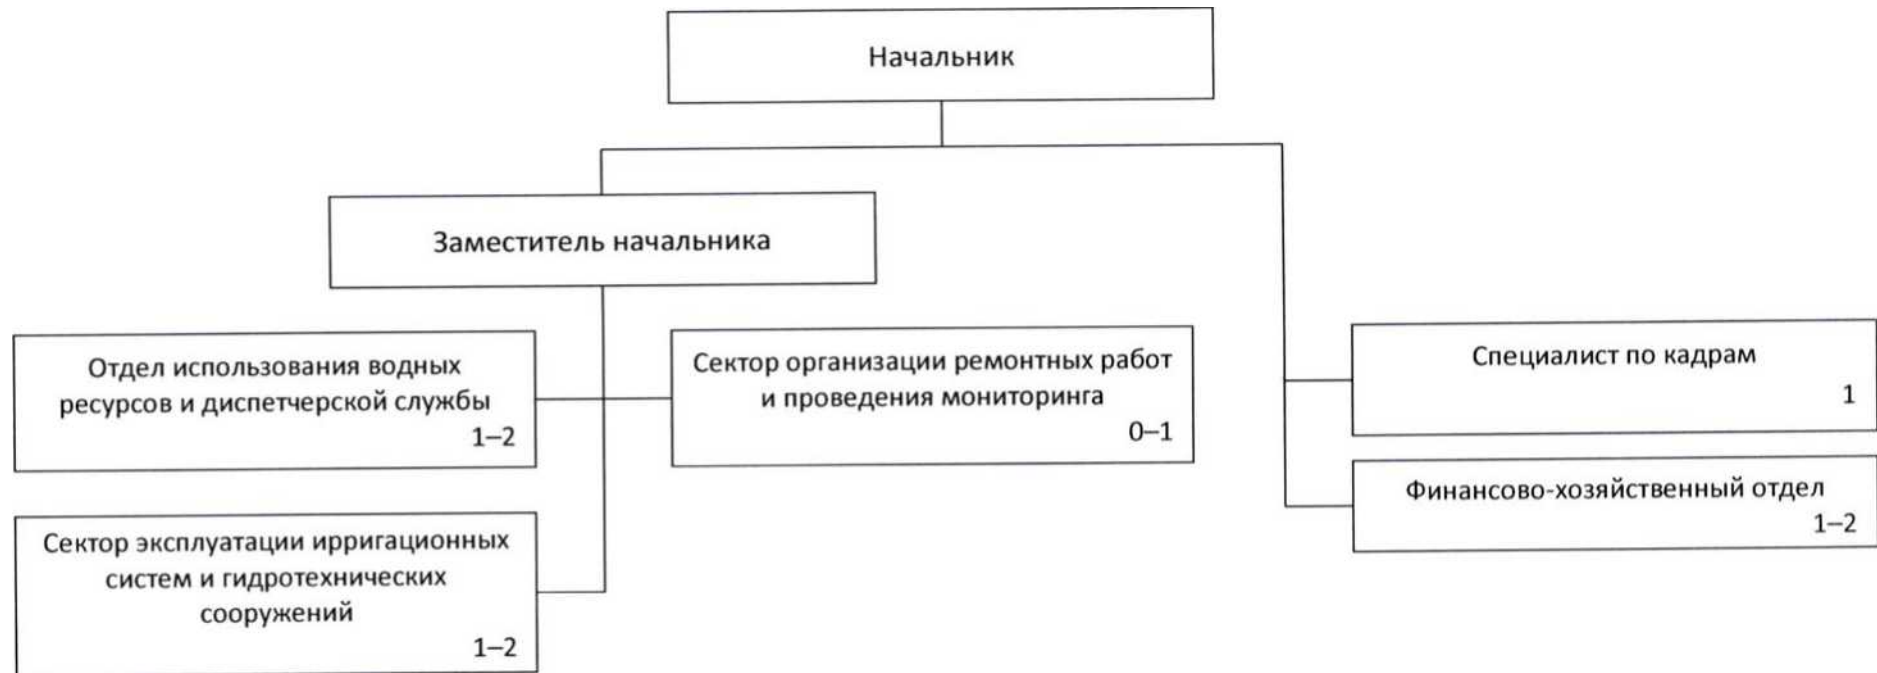 Начальник
Заместитель начальника
Отдел использования водных
ресурсов и диспетчерской службы
1–2
Сектор организации ремонтных работ
и проведения мониторинга
0–1
Специалист по кадрам
1
Финансово-хозяйственный отдел
1–2
Сектор эксплуатации ирригационных
систем и гидротехнических
сооружений
1–2